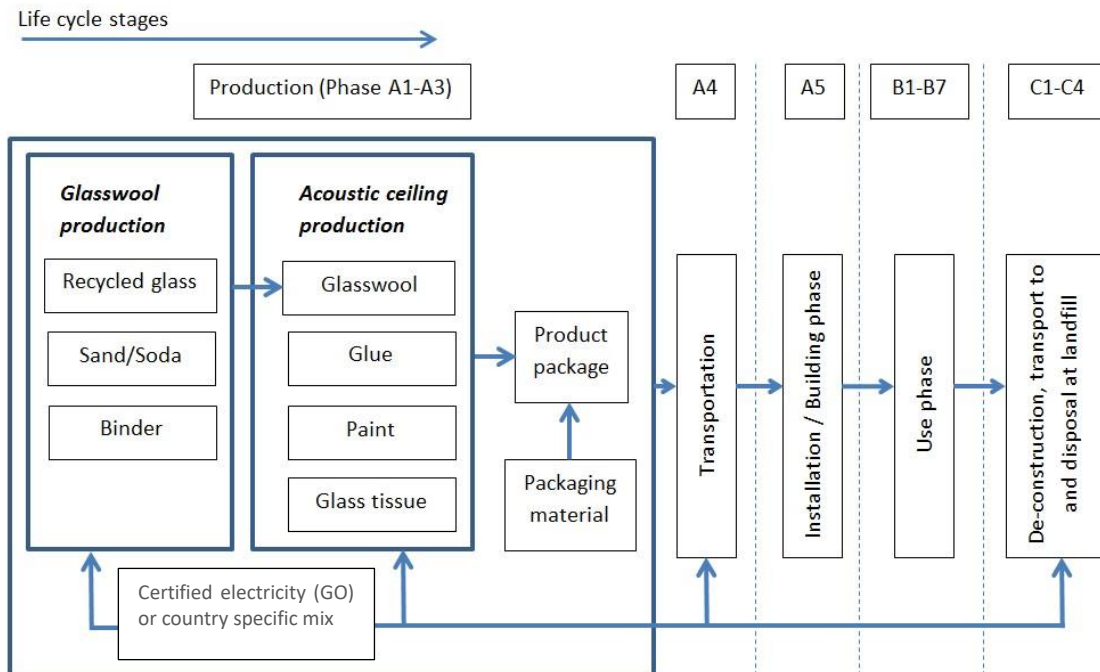 Life cycle stages
Production (Phase A1-A3)
A4
A5
B1-B7
C1-C4
Glasswool
production
Recycled glass
Sand/Soda
Binder
Acoustic ceiling
production
Glasswool
Glue
Paint
Glass tissue
Product
package
Packaging
material
Transportation
Installation / Building phase
Use phase
De-construction, transport to
and disposal at landfill
Certified electricity (GO)
or country specific mix